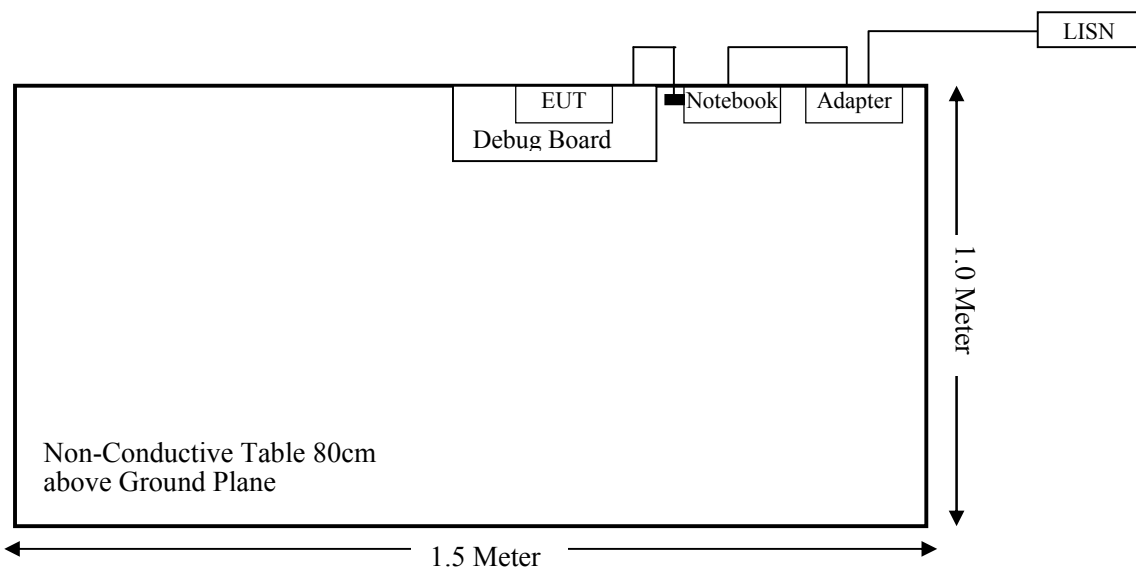 LISN
EUT
Notebook
Adapter
Debug Board
1.0 Meter
Non-Conductive Table 80cm
above Ground Plane
1.5 Meter